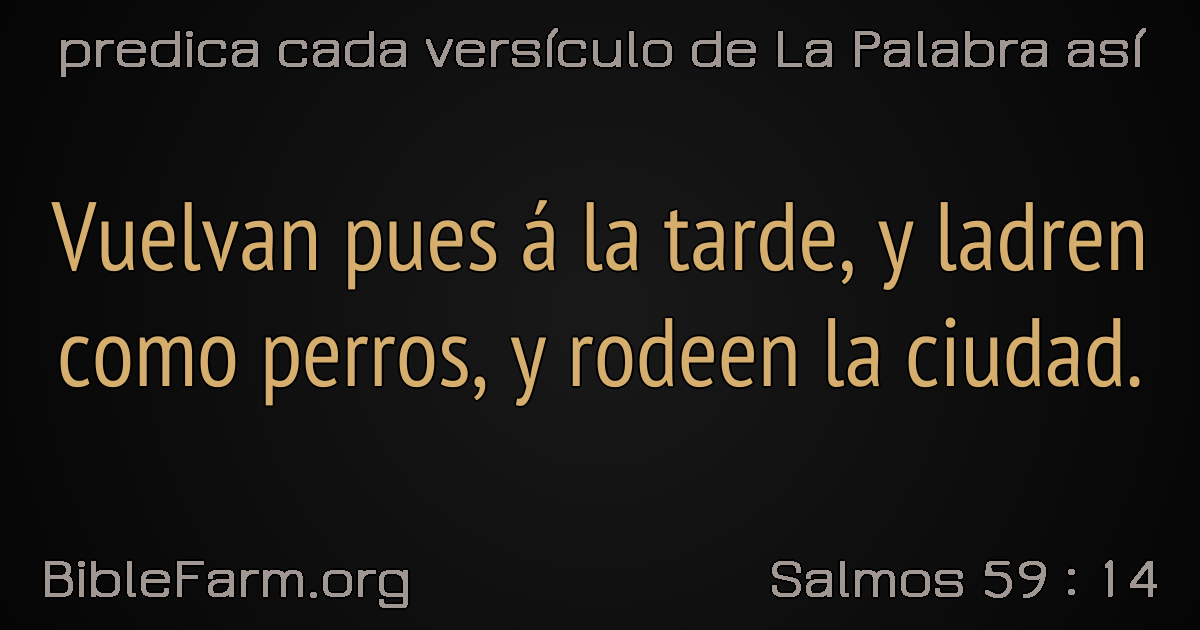 predica cada versículo de La Palabra así
Vuelvan pues á la tarde, y ladren
como perros, y rodeen la ciudad.
BibleFarm.org
Salmos 59 : 14